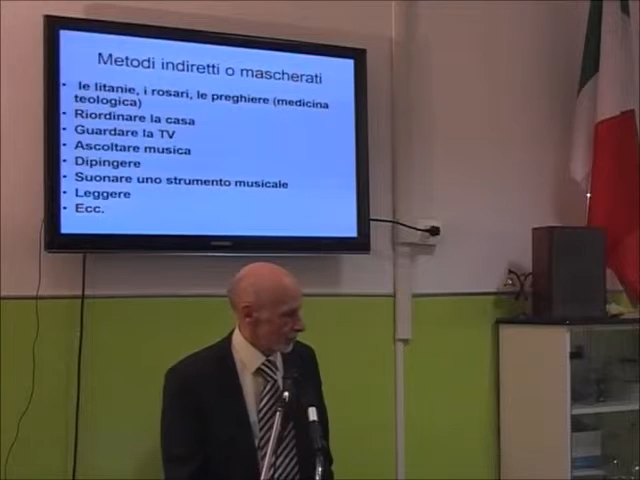 Metodi indiretti o mascherati
• le litanie, i rosari, le preghiere (medicina
teologica)
• Riordinare la casa
• Guardare la TV
• Ascoltare musica
• Dipingere
• Suonare uno strumento musicale
• Leggere
• Ecc.